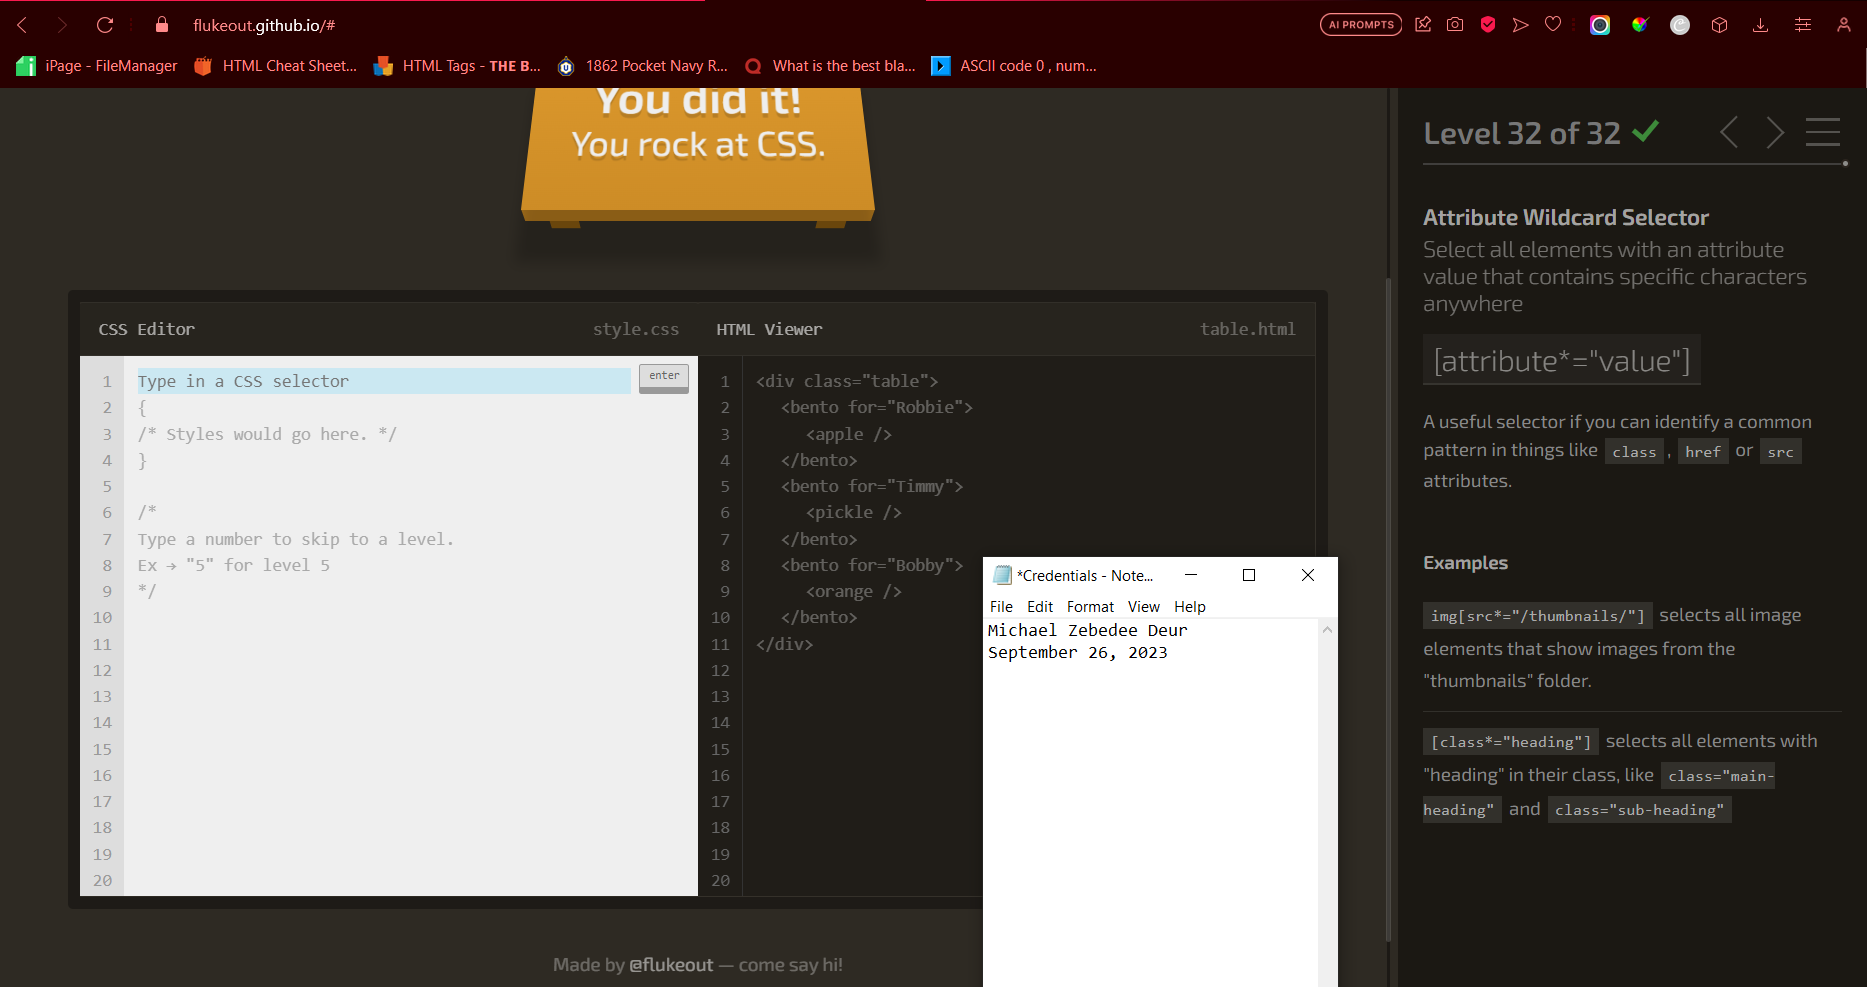 flukeout.github.io/#
AI PROMPTS
iPage - FileManager
HTML Cheat Sheet...
HTML Tags - THE B...
1862 Pocket Navy R...
What is the best bla...
ASCII code 0 , num...
You did it!
You rock at CSS.
CSS Editor
style.css
HTML Viewer
table.html
1 Type in a CSS selector
enter
2 {
3 /* Styles would go here. */
4 }
5
6 /*
7 Type a number to skip to a level.
8 Ex → "5" for level 5
9 */
10
11
12
13
14
15
16
17
18
19
20
1 <div class="table">
2 <bento for="Robbie">
3 <apple />
4 </bento>
5 <bento for="Timmy">
6 <pickle />
7 </bento>
8 <bento for="Bobby">
9 <orange />
10 </bento>
11 </div>
12
13
14
15
16
17
18
19
20
*Credentials - Note...
File Edit Format View Help
Michael Zebedee Deur
September 26, 2023
Made by @flukeout — come say hi!
Level 32 of 32
Attribute Wildcard Selector
Select all elements with an attribute
value that contains specific characters
anywhere
[attribute*="value"]
A useful selector if you can identify a common
pattern in things like class , href or src
attributes.
Examples
img[src*="/thumbnails/"] selects all image
elements that show images from the
"thumbnails" folder.
[class*="heading"] selects all elements with
"heading" in their class, like class="main-
heading" and class="sub-heading"